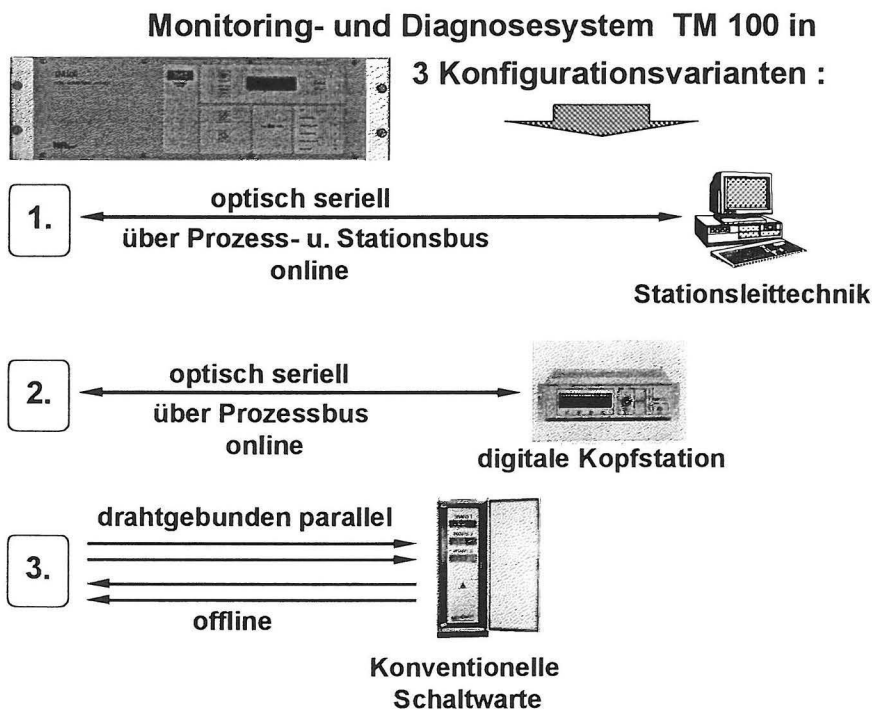 Monitoring- und Diagnosesystem TM 100 in
3 Konfigurationsvarianten :
1.
optisch seriell
über Prozess- u. Stationsbus
online
Stationsleittechnik
2.
optisch seriell
über Prozessbus
online
digitale Kopfstation
3.
drahtgebunden parallel
offline
Konventionelle
Schaltwarte